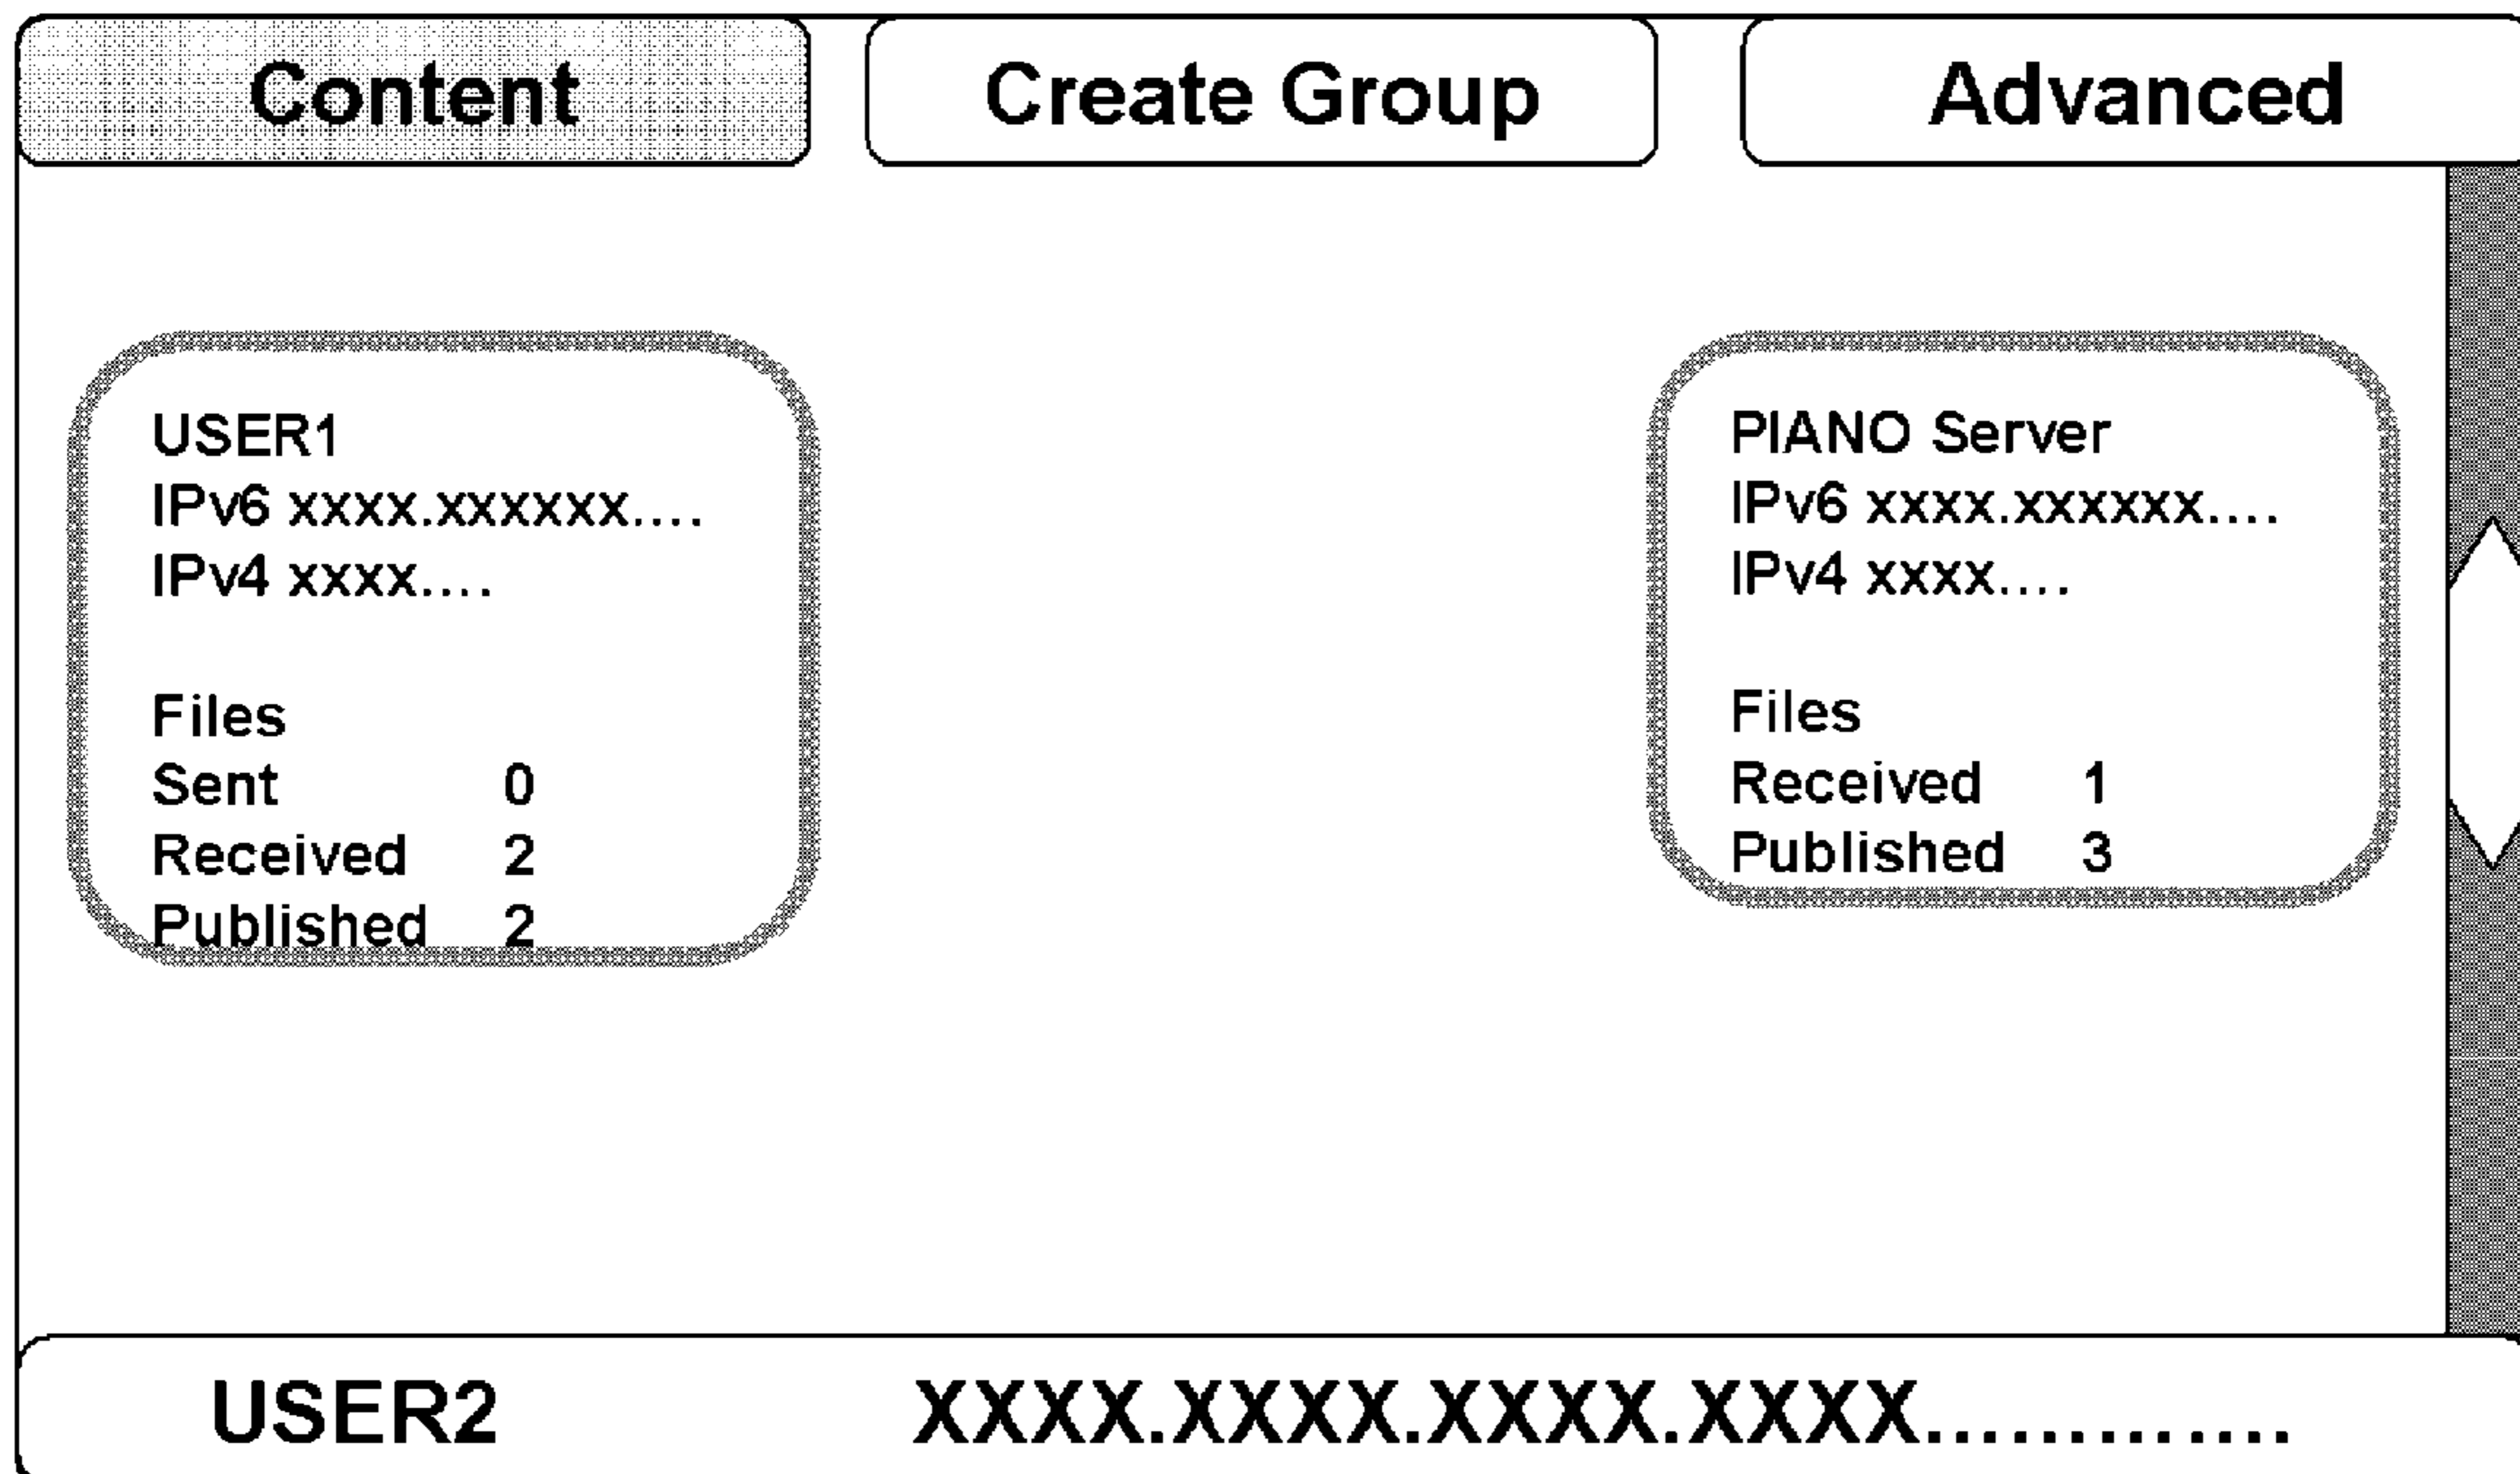 Content Create Group Advanced
USER1
IPv6 xxxx.xxxxxx....
IPv4 xxxx....
Files
Sent 0
Received 2
Published 2
PIANO Server
IPv6 xxxx.xxxxxx....
IPv4 xxxx....
Files
Received 1
Published 3
USER2 XXXX.XXXX.XXXX.XXXX.............